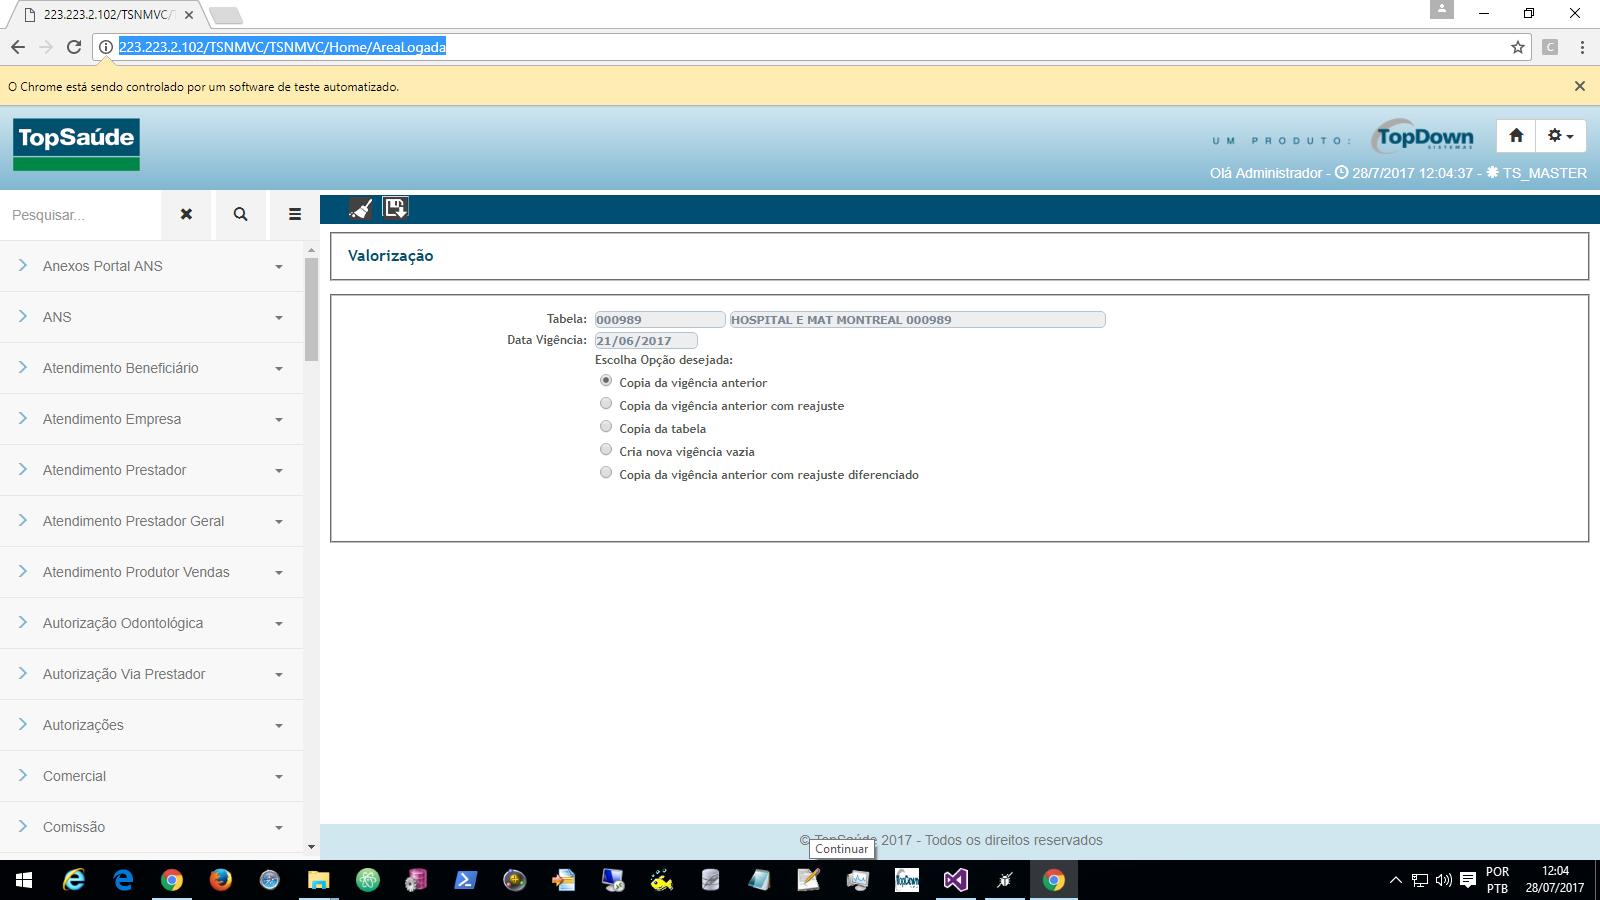 223.223.2.102/TSNMVC/T
223.223.2.102/TSNMVC/TSNMVC/Home/AreaLogada
C
O Chrome está sendo controlado por um software de teste automatizado.
TopSaúde
UM PRODUTO:
TopDown
SISTEMAS
Olá Administrador - 28/7/2017 12:04:37 - TS_MASTER
Pesquisar...
Valorização
Anexos Portal ANS
ANS
Atendimento Beneficiário
Atendimento Empresa
Atendimento Prestador
Atendimento Prestador Geral
Atendimento Produtor Vendas
Autorização Odontológica
Autorização Via Prestador
Autorizações
Comercial
Comissão
Tabela: 000989 HOSPITAL E MAT MONTREAL 000989
Data Vigência: 21/06/2017
Escolha Opção desejada:
Copia da vigência anterior
Copia da vigência anterior com reajuste
Copia da tabela
Cria nova vigência vazia
Copia da vigência anterior com reajuste diferenciado
© TopSaúde 2017 - Todos os direitos reservados
Continuar
TopDown
POR
PTB
12:04
28/07/2017